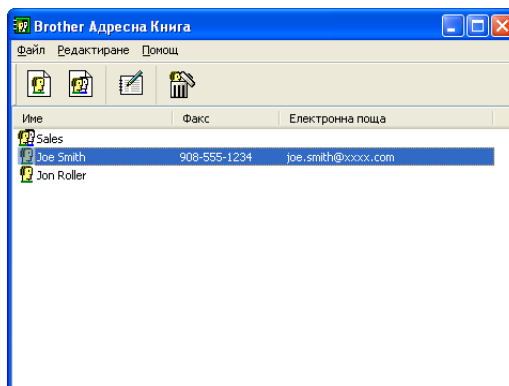 Brother Адресна Книга
Файл Редактиране Помощ
Име Факс Електронна поща
Sales
Joe Smith 908-555-1234 joe.smith@xxxx.com
Jon Roller